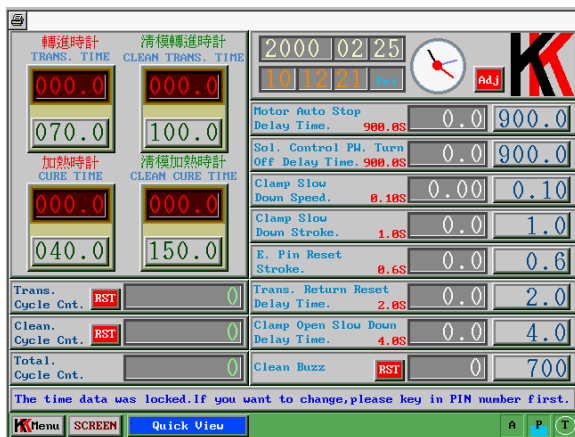 轉進時計
TRANS. TIME
清模轉進時計
CLEAN TRANS. TIME
000.0
000.0
070.0
100.0
加熱時計
CURE TIME
清模加熱時計
CLEAN CURE TIME
000.0
000.0
040.0
150.0
Trans.
Cycle Cnt.
RST
0
Clean.
Cycle Cnt.
RST
0
Total.
Cycle Cnt.
0
2000 02 25
10 12 21 Fri
Adj
KK
Motor Auto Stop
Delay Time. 900.0S
0.0
900.0
Sol. Control PW. Turn
Off Delay Time. 900.0S
0.0
900.0
Clamp Slow
Down Speed. 0.10S
0.00
0.10
Clamp Slow
Down Stroke. 1.0S
0.0
1.0
E. Pin Reset
Stroke. 0.6S
0.0
0.6
Trans. Return Reset
Delay Time. 2.0S
0.0
2.0
Clamp Open Slow Down
Delay Time. 4.0S
0.0
4.0
Clean Buzz
RST
0
700
The time data was locked.If you want to change,please key in PIN number first.
KK Menu
SCREEN
Quick View
A
P
T